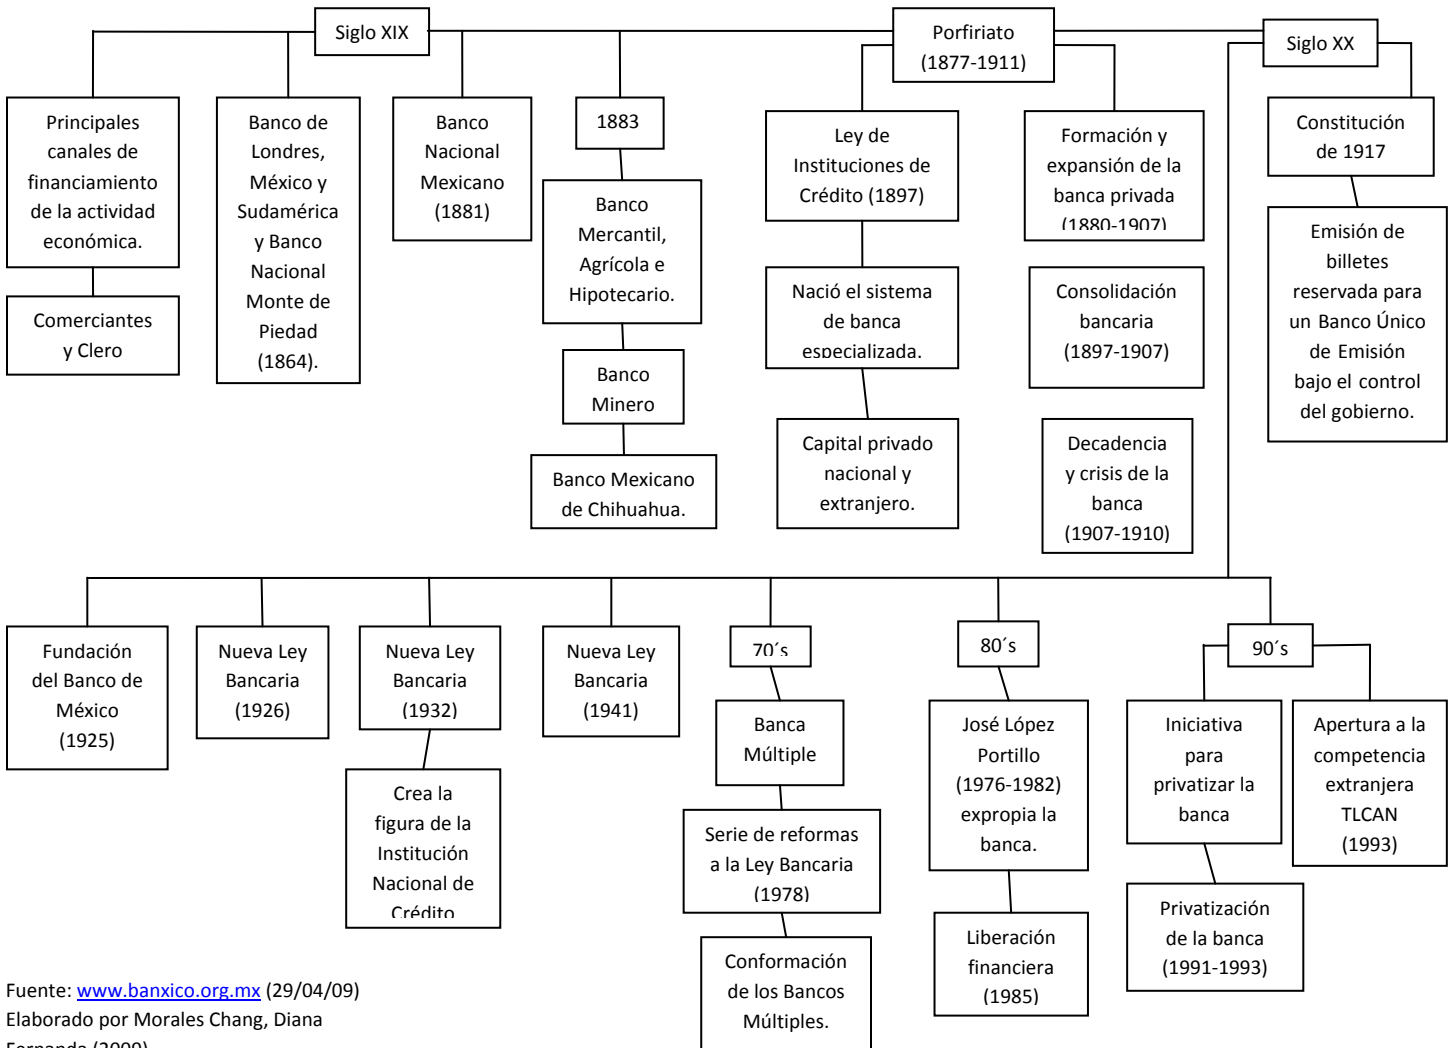 Siglo XIX
Porfiriato
(1877-1911)
Siglo XX
Principales
canales de
financiamiento
de la actividad
económica.
Comerciantes
y Clero
Banco de
Londres,
México y
Sudamérica
y Banco
Nacional
Monte de
Piedad
(1864).
Banco
Nacional
Mexicano
(1881)
1883
Banco
Mercantil,
Agrícola e
Hipotecario.
Banco
Minero
Banco Mexicano
de Chihuahua.
Ley de
Instituciones de
Crédito (1897)
Nació el sistema
de banca
especializada.
Capital privado
nacional y
extranjero.
Formación y
expansión de la
banca privada
(1880-1907)
Consolidación
bancaria
(1897-1907)
Decadencia
y crisis de la
banca
(1907-1910)
Constitución
de 1917
Emisión de
billetes
reservada para
un Banco Único
de Emisión
bajo el control
del gobierno.
Fundación
del Banco de
México
(1925)
Nueva Ley
Bancaria
(1926)
Nueva Ley
Bancaria
(1932)
Crea la
figura de la
Institución
Nacional de
Crédito
Nueva Ley
Bancaria
(1941)
70´s
Banca
Múltiple
Serie de reformas
a la Ley Bancaria
(1978)
Conformación
de los Bancos
Múltiples.
80´s
José López
Portillo
(1976-1982)
expropia la
banca.
Liberación
financiera
(1985)
90´s
Iniciativa
para
privatizar la
banca
Privatización
de la banca
(1991-1993)
Apertura a la
competencia
extranjera
TLCAN
(1993)
Fuente: www.banxico.org.mx (29/04/09)
Elaborado por Morales Chang, Diana
Fernanda (2009)